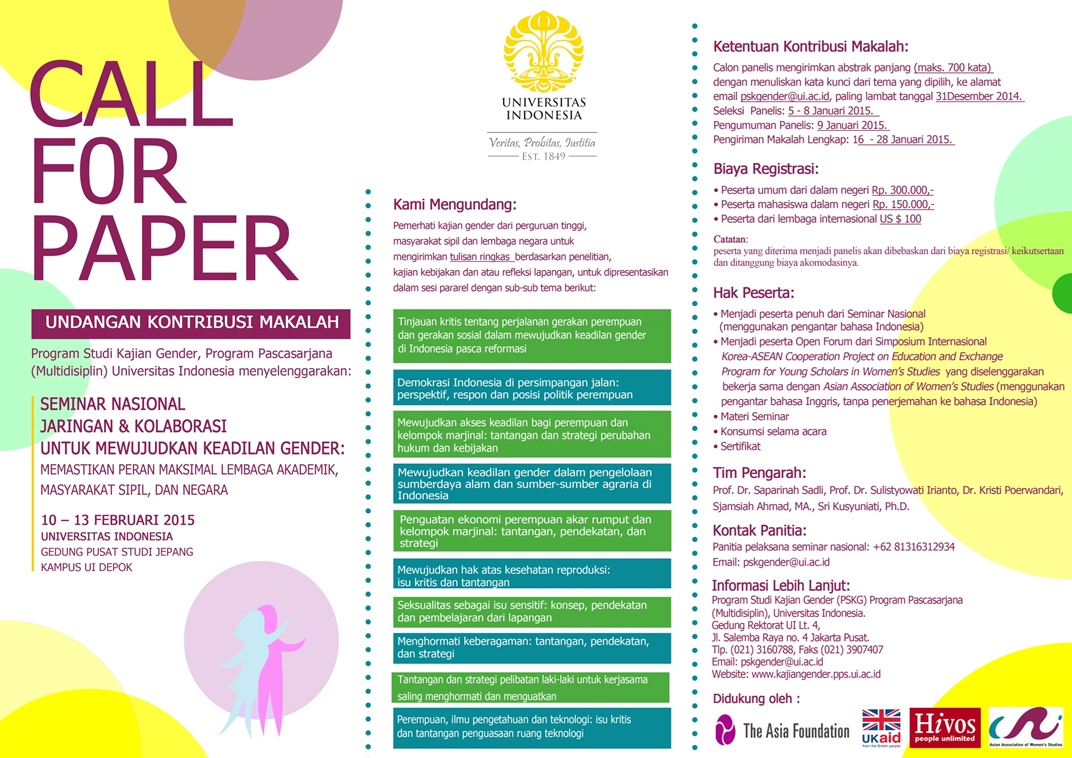 CALL
F0R
PAPER
UNDANGAN KONTRIBUSI MAKALAH
Program Studi Kajian Gender, Program Pascasarjana
(Multidisiplin) Universitas Indonesia menyelenggarakan:
SEMINAR NASIONAL
JARINGAN & KOLABORASI
UNTUK MEWUJUDKAN KEADILAN GENDER:
MEMASTIKAN PERAN MAKSIMAL LEMBAGA AKADEMIK,
MASYARAKAT SIPIL, DAN NEGARA
10 – 13 FEBRUARI 2015
UNIVERSITAS INDONESIA
GEDUNG PUSAT STUDI JEPANG
KAMPUS UI DEPOK
UNIVERSITAS
INDONESIA
Veritas, Probitas, Iustitia
EST. 1849
Kami Mengundang:
Pemerhati kajian gender dari perguruan tinggi,
masyarakat sipil dan lembaga negara untuk
mengirimkan tulisan ringkas berdasarkan penelitian,
kajian kebijakan dan atau refleksi lapangan, untuk dipresentasikan
dalam sesi pararel dengan sub-sub tema berikut:
Tinjauan kritis tentang perjalanan gerakan perempuan
dan gerakan sosial dalam mewujudkan keadilan gender
di Indonesia pasca reformasi
Demokrasi Indonesia di persimpangan jalan:
perspektif, respon dan posisi politik perempuan
Mewujudkan akses keadilan bagi perempuan dan
kelompok marjinal: tantangan dan strategi perubahan
hukum dan kebijakan
Mewujudkan keadilan gender dalam pengelolaan
sumberdaya alam dan sumber-sumber agraria di
Indonesia
Penguatan ekonomi perempuan akar rumput dan
kelompok marjinal: tantangan, pendekatan, dan
strategi
Mewujudkan hak atas kesehatan reproduksi:
isu kritis dan tantangan
Seksualitas sebagai isu sensitif: konsep, pendekatan
dan pembelajaran dari lapangan
Menghormati keberagaman: tantangan, pendekatan,
dan strategi
Tantangan dan strategi pelibatan laki-laki untuk kerjasama
saling menghormati dan menguatkan
Perempuan, ilmu pengetahuan dan teknologi: isu kritis
dan tantangan penguasaan ruang teknologi
Ketentuan Kontribusi Makalah:
Calon panelis mengirimkan abstrak panjang (maks. 700 kata)
dengan menuliskan kata kunci dari tema yang dipilih, ke alamat
email pskgender@ui.ac.id, paling lambat tanggal 31Desember 2014.
Seleksi Panelis: 5 - 8 Januari 2015.
Pengumuman Panelis: 9 Januari 2015.
Pengiriman Makalah Lengkap: 16 - 28 Januari 2015.
Biaya Registrasi:
• Peserta umum dari dalam negeri Rp. 300.000,-
• Peserta mahasiswa dalam negeri Rp. 150.000,-
• Peserta dari lembaga internasional US $ 100
Catatan:
peserta yang diterima menjadi panelis akan dibebaskan dari biaya registrasi/ keikutsertaan
dan ditanggung biaya akomodasinya.
Hak Peserta:
• Menjadi peserta penuh dari Seminar Nasional
(menggunakan pengantar bahasa Indonesia)
• Menjadi peserta Open Forum dari Simposium Internasional
Korea-ASEAN Cooperation Project on Education and Exchange
Program for Young Scholars in Women's Studies yang diselenggarakan
bekerja sama dengan Asian Association of Women's Studies (menggunakan
pengantar bahasa Inggris, tanpa penerjemahan ke bahasa Indonesia)
• Materi Seminar
• Konsumsi selama acara
• Sertifikat
Tim Pengarah:
Prof. Dr. Saparinah Sadli, Prof. Dr. Sulistyowati Irianto, Dr. Kristi Poerwandari,
Sjamsiah Ahmad, MA., Sri Kusyuniati, Ph.D.
Kontak Panitia:
Panitia pelaksana seminar nasional: +62 81316312934
Email: pskgender@ui.ac.id
Informasi Lebih Lanjut:
Program Studi Kajian Gender (PSKG) Program Pascasarjana
(Multidisiplin), Universitas Indonesia.
Gedung Rektorat UI Lt. 4,
Jl. Salemba Raya no. 4 Jakarta Pusat.
Tlp. (021) 3160788, Faks (021) 3907407
Email: pskgender@ui.ac.id
Website: www.kajiangender.pps.ui.ac.id
Didukung oleh :
The Asia Foundation
UKaid
from the British people
Hivos
people unlimited
Asian Association of Women's Studies